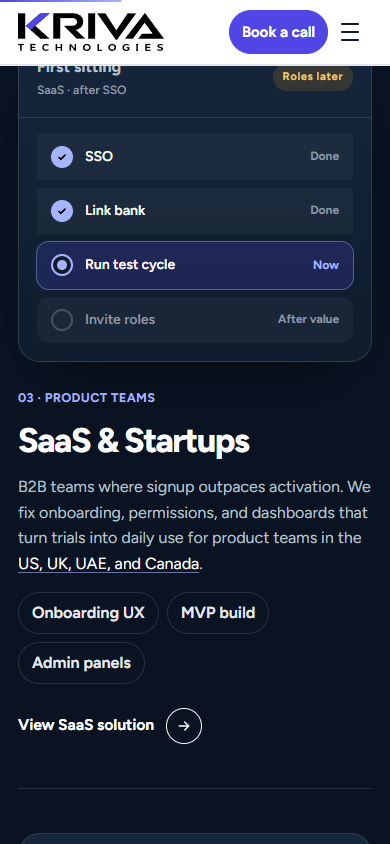 KRIVA
TECHNOLOGIES
Book a call
First sitting
Roles later
SaaS · after SSO
SSO
Done
Link bank
Done
Run test cycle
Now
Invite roles
After value
03 · PRODUCT TEAMS
SaaS & Startups
B2B teams where signup outpaces activation. We
fix onboarding, permissions, and dashboards that
turn trials into daily use for product teams in the
US, UK, UAE, and Canada.
Onboarding UX
MVP build
Admin panels
View SaaS solution